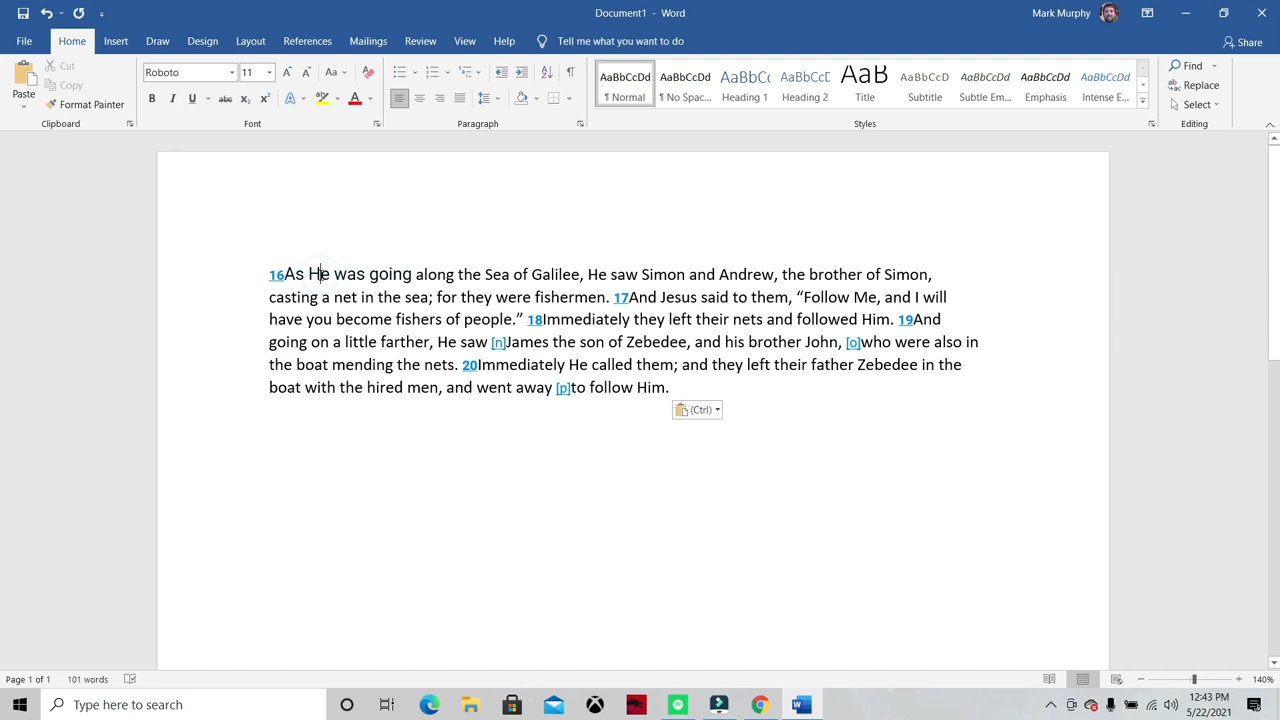 Document1 - Word
Mark Murphy
File Home Insert Draw Design Layout References Mailings Review View Help Tell me what you want to do
Share
Paste
Cut
Copy
Format Painter
Clipboard
Roboto 11
Font
Paragraph
AaBbCcDd AaBbCcDd AaBbCc AaBbCcD AaB AaBbCcDd AaBbCcDd AaBbCcDd AaBbCcDd
¶ Normal ¶ No Spac... Heading 1 Heading 2 Title Subtitle Subtle Em... Emphasis Intense E...
Styles
Find
Replace
Select
Editing
16As He was going along the Sea of Galilee, He saw Simon and Andrew, the brother of Simon,
casting a net in the sea; for they were fishermen. 17And Jesus said to them, “Follow Me, and I will
have you become fishers of people.” 18Immediately they left their nets and followed Him. 19And
going on a little farther, He saw [n]James the son of Zebedee, and his brother John, [o]who were also in
the boat mending the nets. 20Immediately He called them; and they left their father Zebedee in the
boat with the hired men, and went away [p]to follow Him.
(Ctrl)
Page 1 of 1 101 words
140%
Type here to search
12:43 PM
5/22/2021